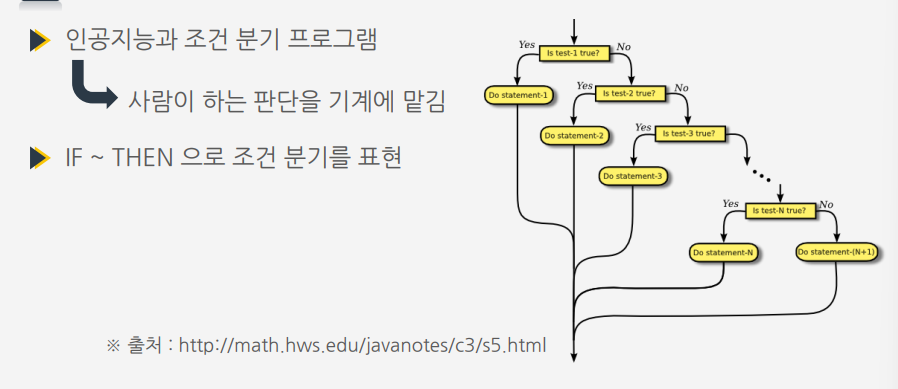 인공지능과 조건 분기 프로그램
사람이 하는 판단을 기계에 맡김
IF ~ THEN 으로 조건 분기를 표현
Yes
Is test-1 true?
No
Do statement-1
Yes
Is test-2 true?
No
Do statement-2
Yes
Is test-3 true?
Do statement-3
Yes
Is test-N true?
No
Do statement-N
Do statement-(N+1)
※ 출처 : http://math.hws.edu/javanotes/c3/s5.html